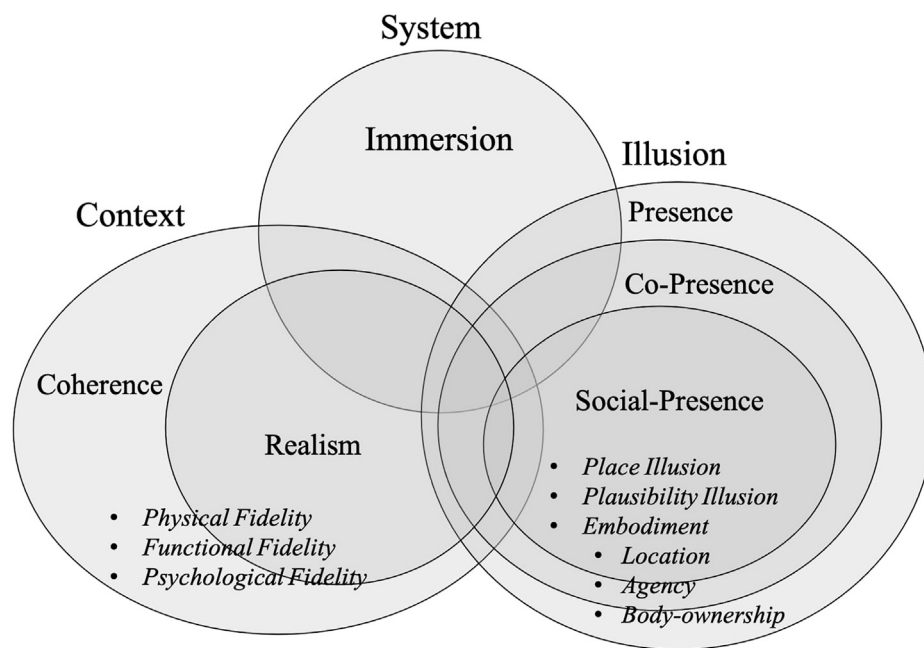 System
Immersion
Illusion
Presence
Context
Co-Presence
Coherence
Social-Presence
Realism
• Place Illusion
• Plausibility Illusion
• Embodiment
• Location
• Agency
• Body-ownership
• Physical Fidelity
• Functional Fidelity
• Psychological Fidelity